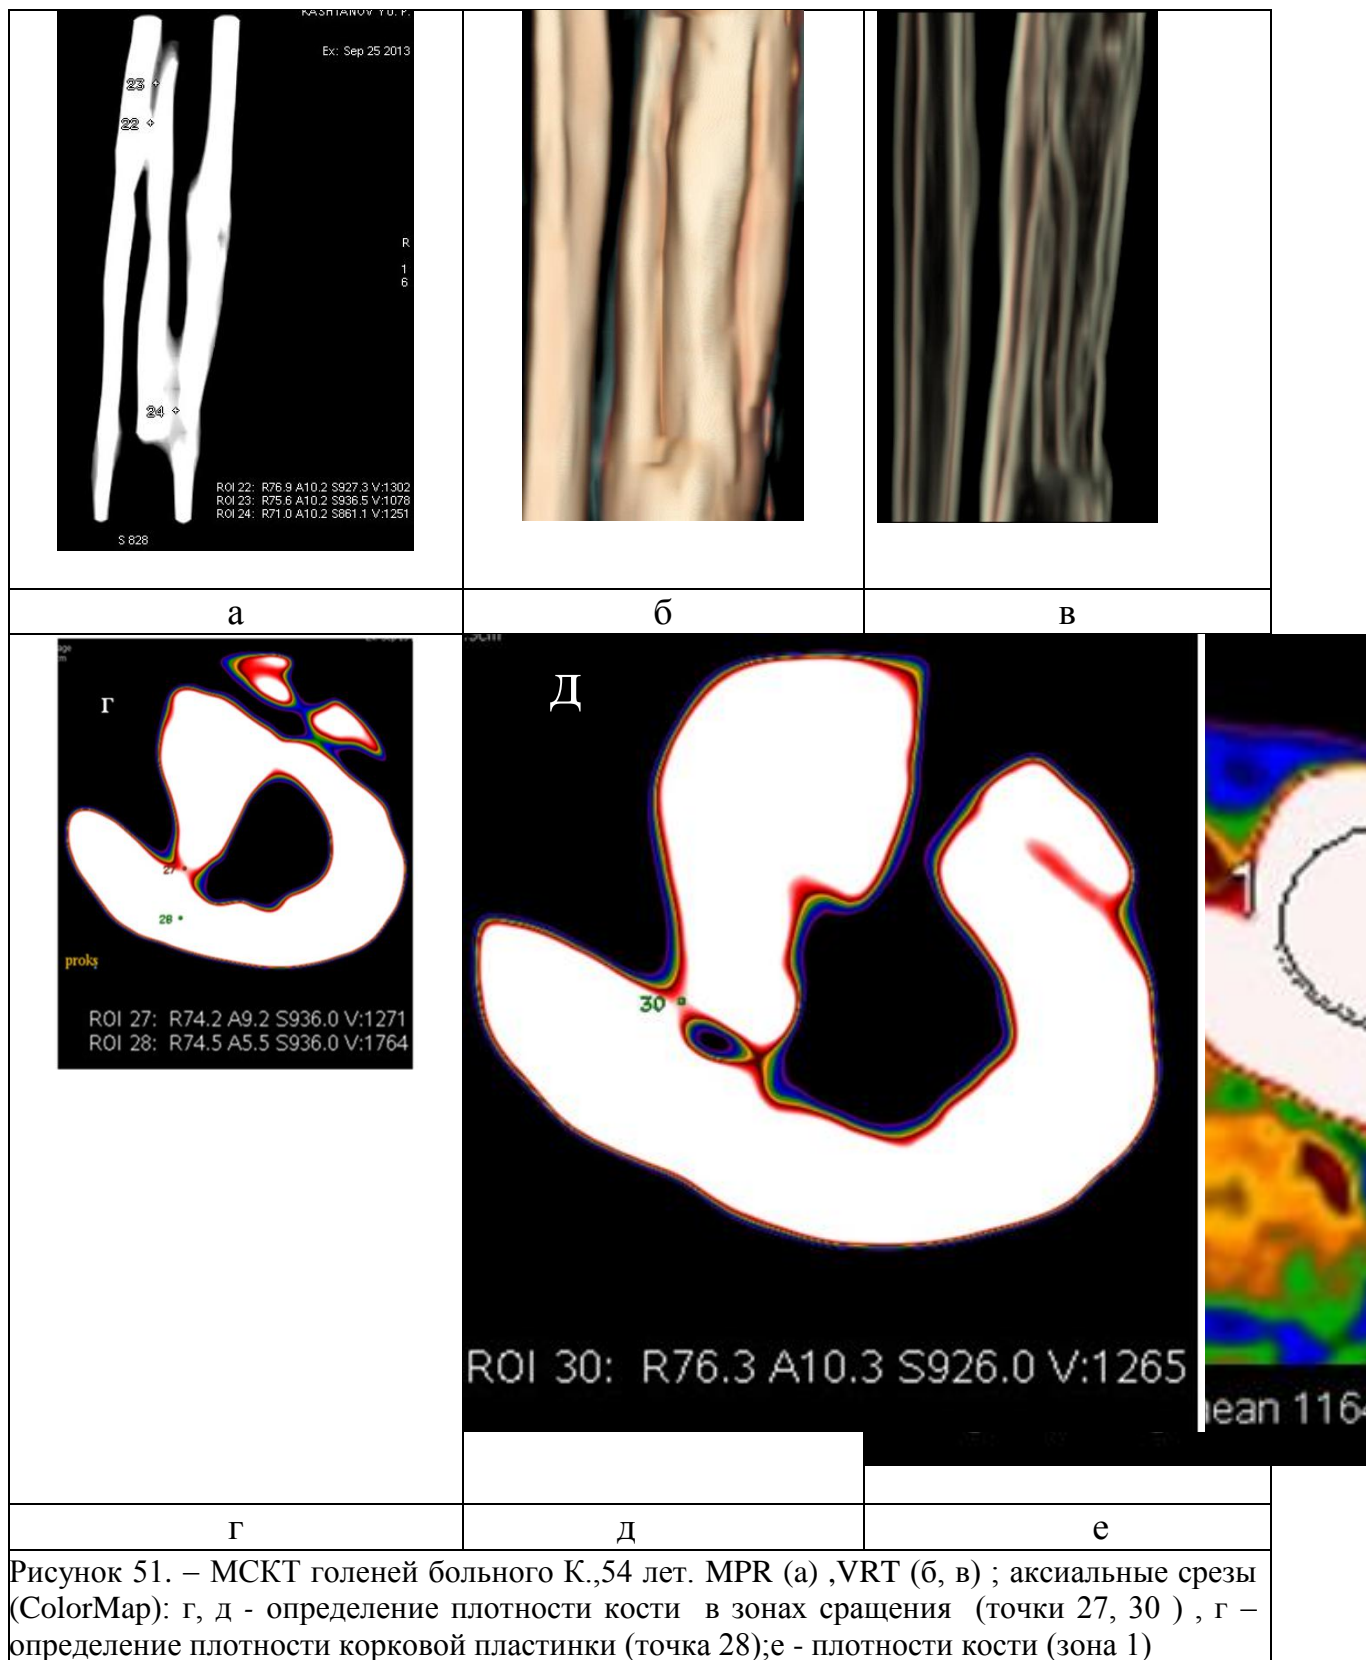 KASHTANOV YU. P.
Ex: Sep 25 2013
23
22
R
1
6
24
ROI 22: R76.9 A10.2 S927.3 V:1302
ROI 23: R75.6 A10.2 S936.5 V:1078
ROI 24: R71.0 A10.2 S861.1 V:1251
S 828
а
б
в
г
27
28
proks
ROI 27: R74.2 A9.2 S936.0 V:1271
ROI 28: R74.5 A5.5 S936.0 V:1764
Д
30
ROI 30: R76.3 A10.3 S926.0 V:1265
1
ean 116
г
д
е
Рисунок 51. – МСКТ голеней больного К.,54 лет. MPR (а) ,VRT (б, в) ; аксиальные срезы
(ColorMap): г, д - определение плотности кости в зонах сращения (точки 27, 30 ) , г –
определение плотности корковой пластинки (точка 28);е - плотности кости (зона 1)